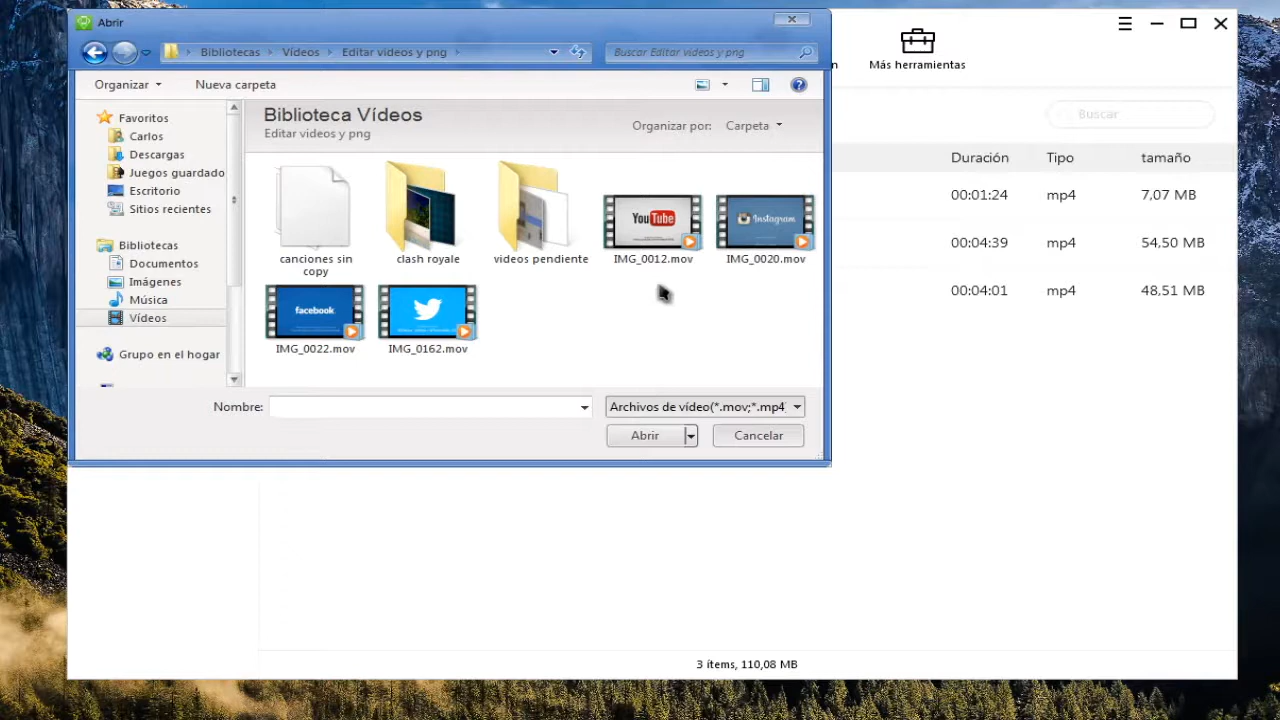 Abrir
Bibliotecas
Vídeos
Editar videos y png
Buscar Editar videos y png
Más herramientas
Organizar
Nueva carpeta
Favoritos
Carlos
Descargas
Juegos guardado
Escritorio
Sitios recientes
Bibliotecas
Documentos
Imágenes
Música
Vídeos
Grupo en el hogar
Biblioteca Vídeos
Editar videos y png
Organizar por: Carpeta
canciones sin
copy
clash royale
videos pendiente
YouTube
IMG_0012.mov
Instagram
IMG_0020.mov
facebook
IMG_0022.mov
IMG_0162.mov
Nombre:
Archivos de vídeo(*.mov;*.mp4
Abrir
Cancelar
Buscar
Duración Tipo tamaño
00:01:24 mp4 7,07 MB
00:04:39 mp4 54,50 MB
00:04:01 mp4 48,51 MB
3 ítems, 110,08 MB